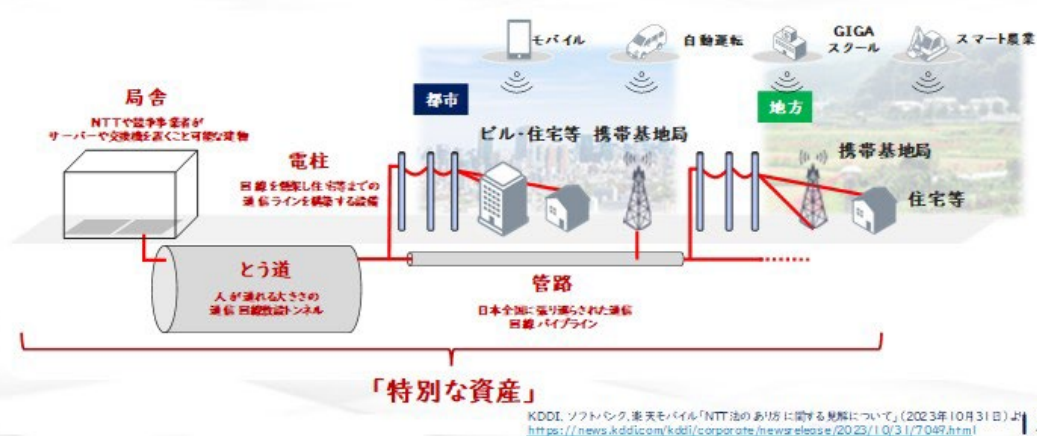 モバイル
自動運転
GIGA
スクール
スマート農業
都市
地方
局舎
NTTや競争事業者が
サーバーや交換機を置くこと可能な建物
電柱
回線を懸架し住宅等までの
通信ラインを構築する設備
ビル・住宅等
携帯基地局
携帯基地局
住宅等
とう道
人が通れる大きさの
通信回線敷設トンネル
管路
日本全国に張り巡らされた通信
回線パイプライン
「特別な資産」
KDDI, ソフトバンク, 楽天モバイル「NTT法のあり方に関する見解について」(2023年10月31日)より
https://news.kddi.com/kddi/corporate/newsrelease/2023/10/31/7049.html